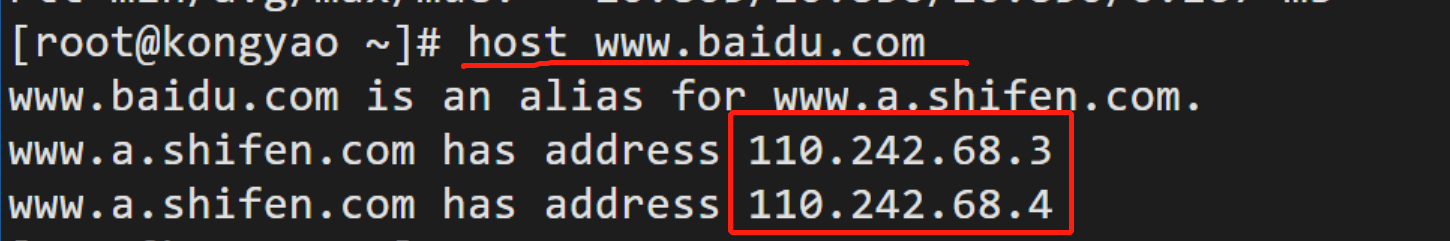 [root@kongyao ~]# host www.baidu.com
www.baidu.com is an alias for www.a.shifen.com.
www.a.shifen.com has address 110.242.68.3
www.a.shifen.com has address 110.242.68.4